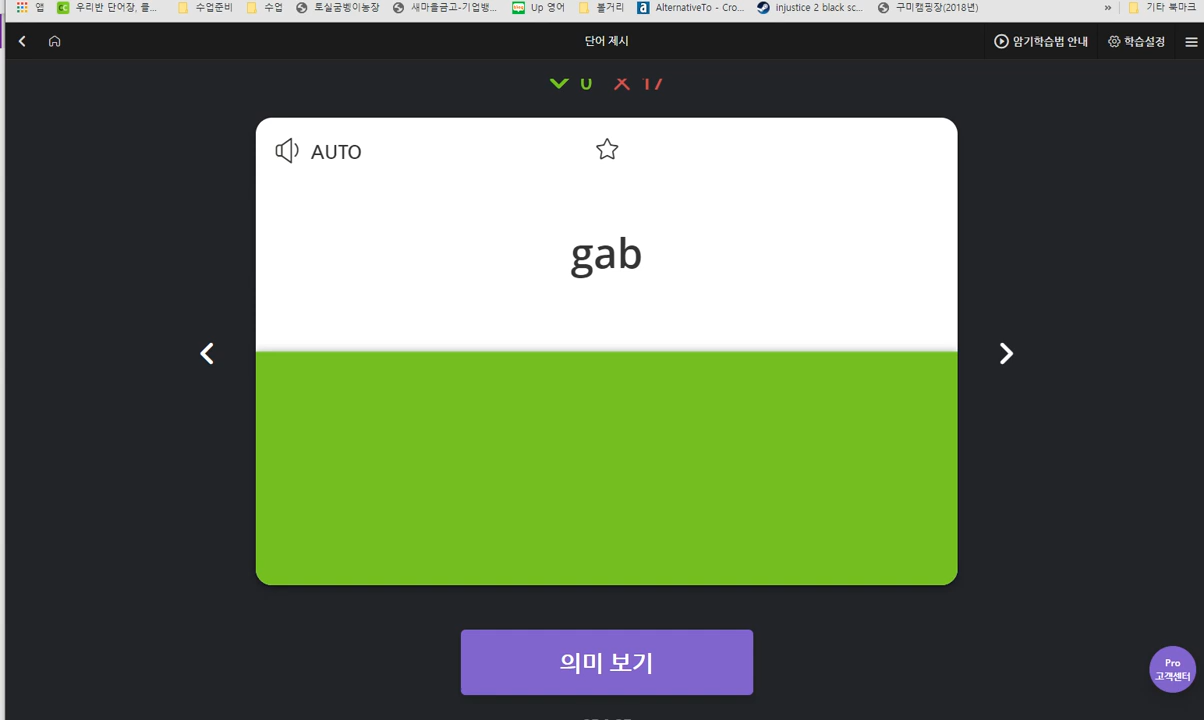 앱 우리반 단어장, 클... 수업준비 수업 토실굼벵이농장 새마을금고-기업뱅... Up 영어 볼거리 AlternativeTo - Cro... injustice 2 black sc... 구미캠핑장(2018년) » 기타 북마크
단어 제시 암기학습법 안내 학습설정
0 17
AUTO
gab
의미 보기
Pro
고객센터